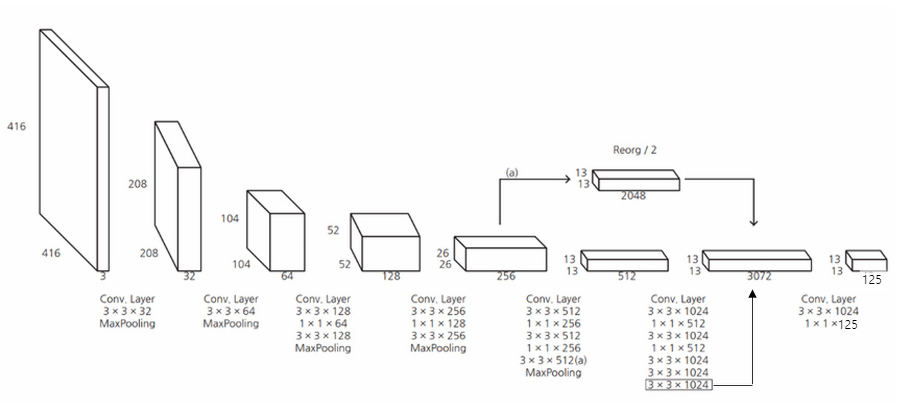 416
416
3
208
208
32
104
104
64
52
52
128
26
26
256
(a)
Reorg / 2
13
13
2048
13
13
512
13
13
3072
13
13
125
Conv. Layer
3 × 3 × 32
MaxPooling
Conv. Layer
3 × 3 × 64
MaxPooling
Conv. Layer
3 × 3 × 128
1 × 1 × 64
3 × 3 × 128
MaxPooling
Conv. Layer
3 × 3 × 256
1 × 1 × 128
3 × 3 × 256
MaxPooling
Conv. Layer
3 × 3 × 512
1 × 1 × 256
3 × 3 × 512
1 × 1 × 256
3 × 3 × 512(a)
MaxPooling
Conv. Layer
3 × 3 × 1024
1 × 1 × 512
3 × 3 × 1024
1 × 1 × 512
3 × 3 × 1024
3 × 3 × 1024
3 × 3 × 1024
Conv. Layer
3 × 3 × 1024
1 × 1 × 125